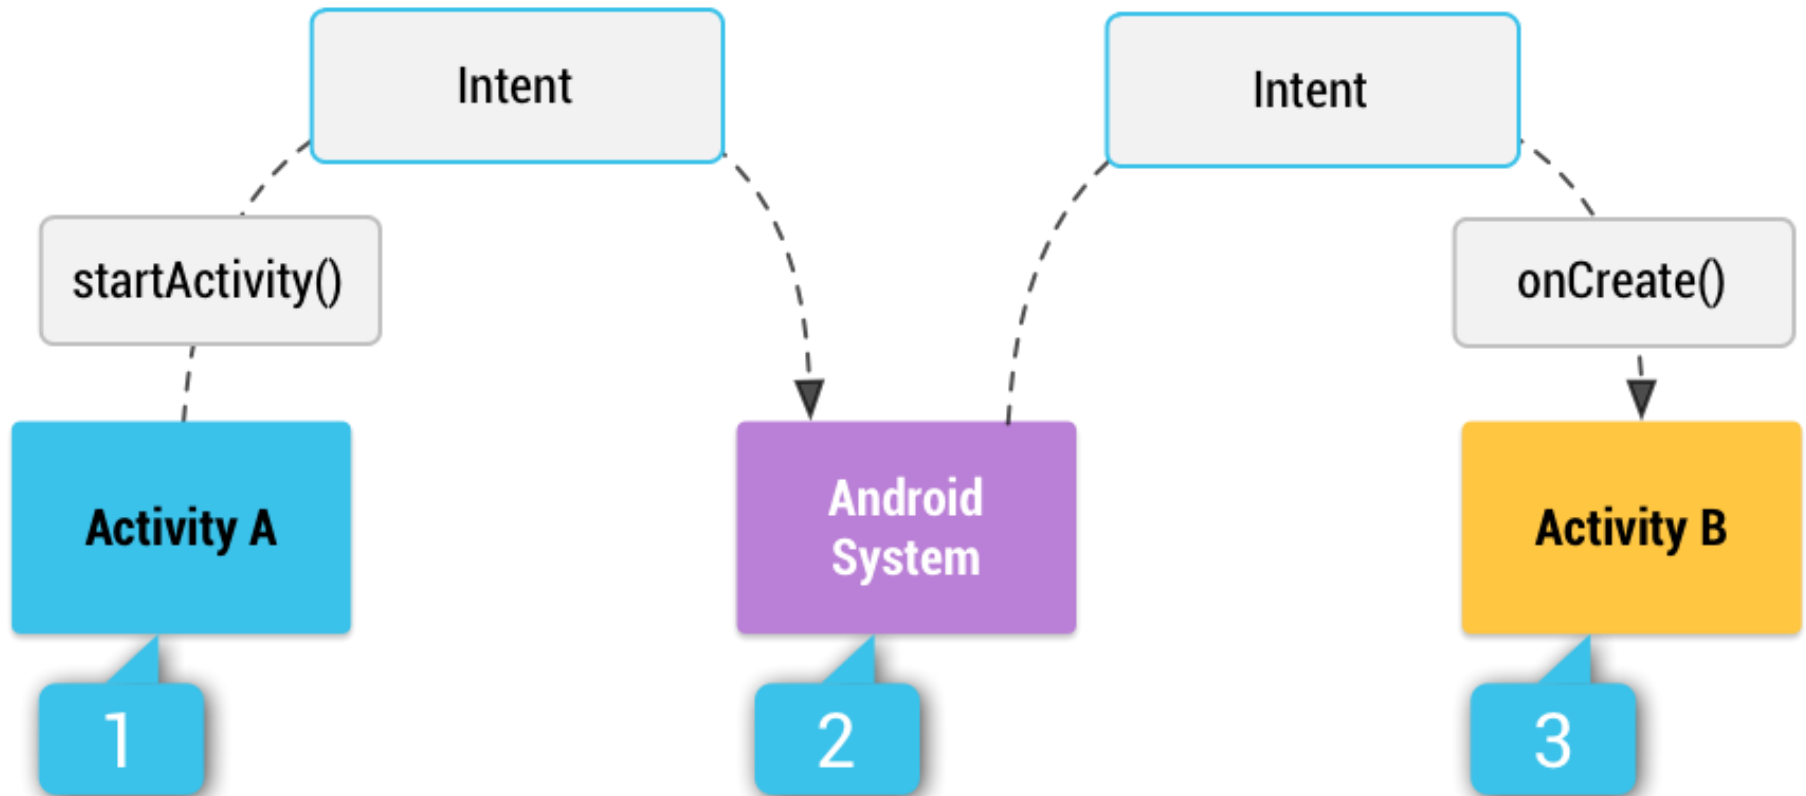 Intent
Intent
startActivity()
onCreate()
Activity A
Android
System
Activity B
1
2
3